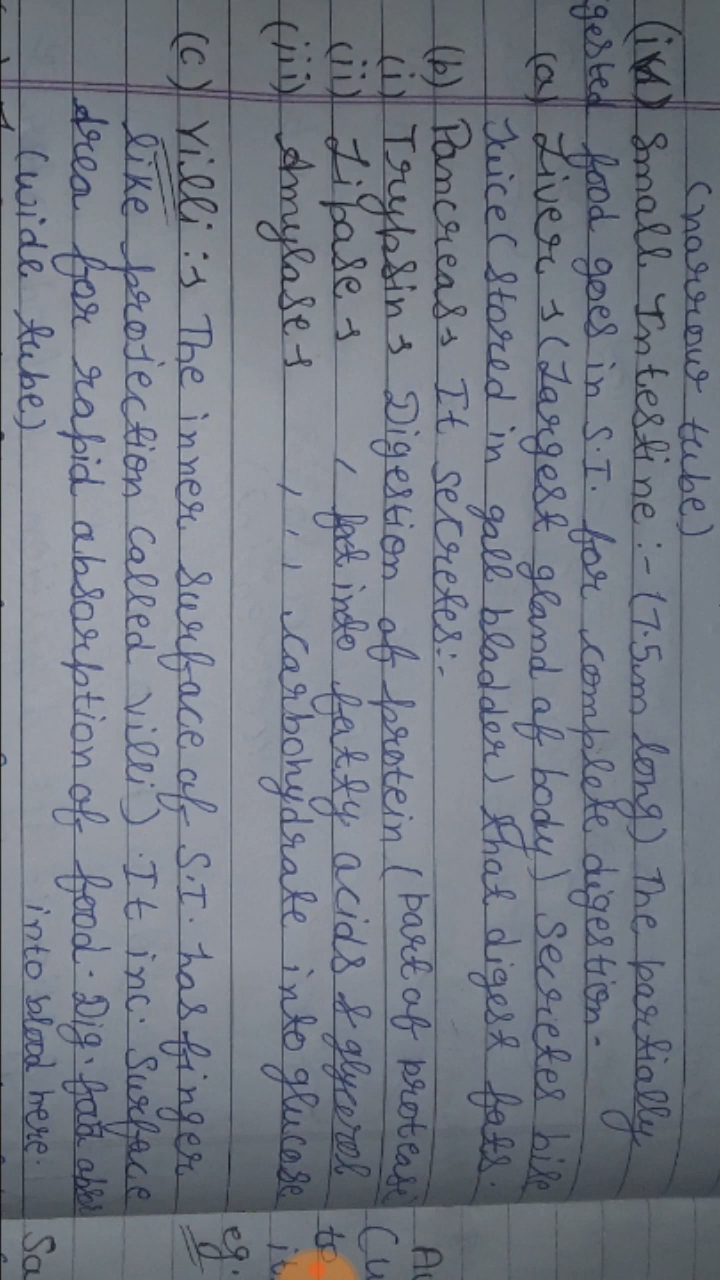 (narrow tube)
(iv) Small Intestine :- (7.5m long) The partially
gested food goes in S.I. for complete digestion.
(a) Liver → (Largest gland of body) Secretes bile
Juice (stored in gall bladder) that digest fats.
(b) Pancreas → It secretes:-
(i) Trypsin → Digestion of protein (part of protease
(ii) Lipase → , fat into fatty acids & glycerol
(iii) Amylase → , , , carbohydrate into glucose
(c) Villi :→ The inner surface of S.I. has finger
like projection called villi). It inc. Surface
area for rapid absorption of food. Dig. food
(wide tube) into blood here.
(
to
it
eg.
Sa